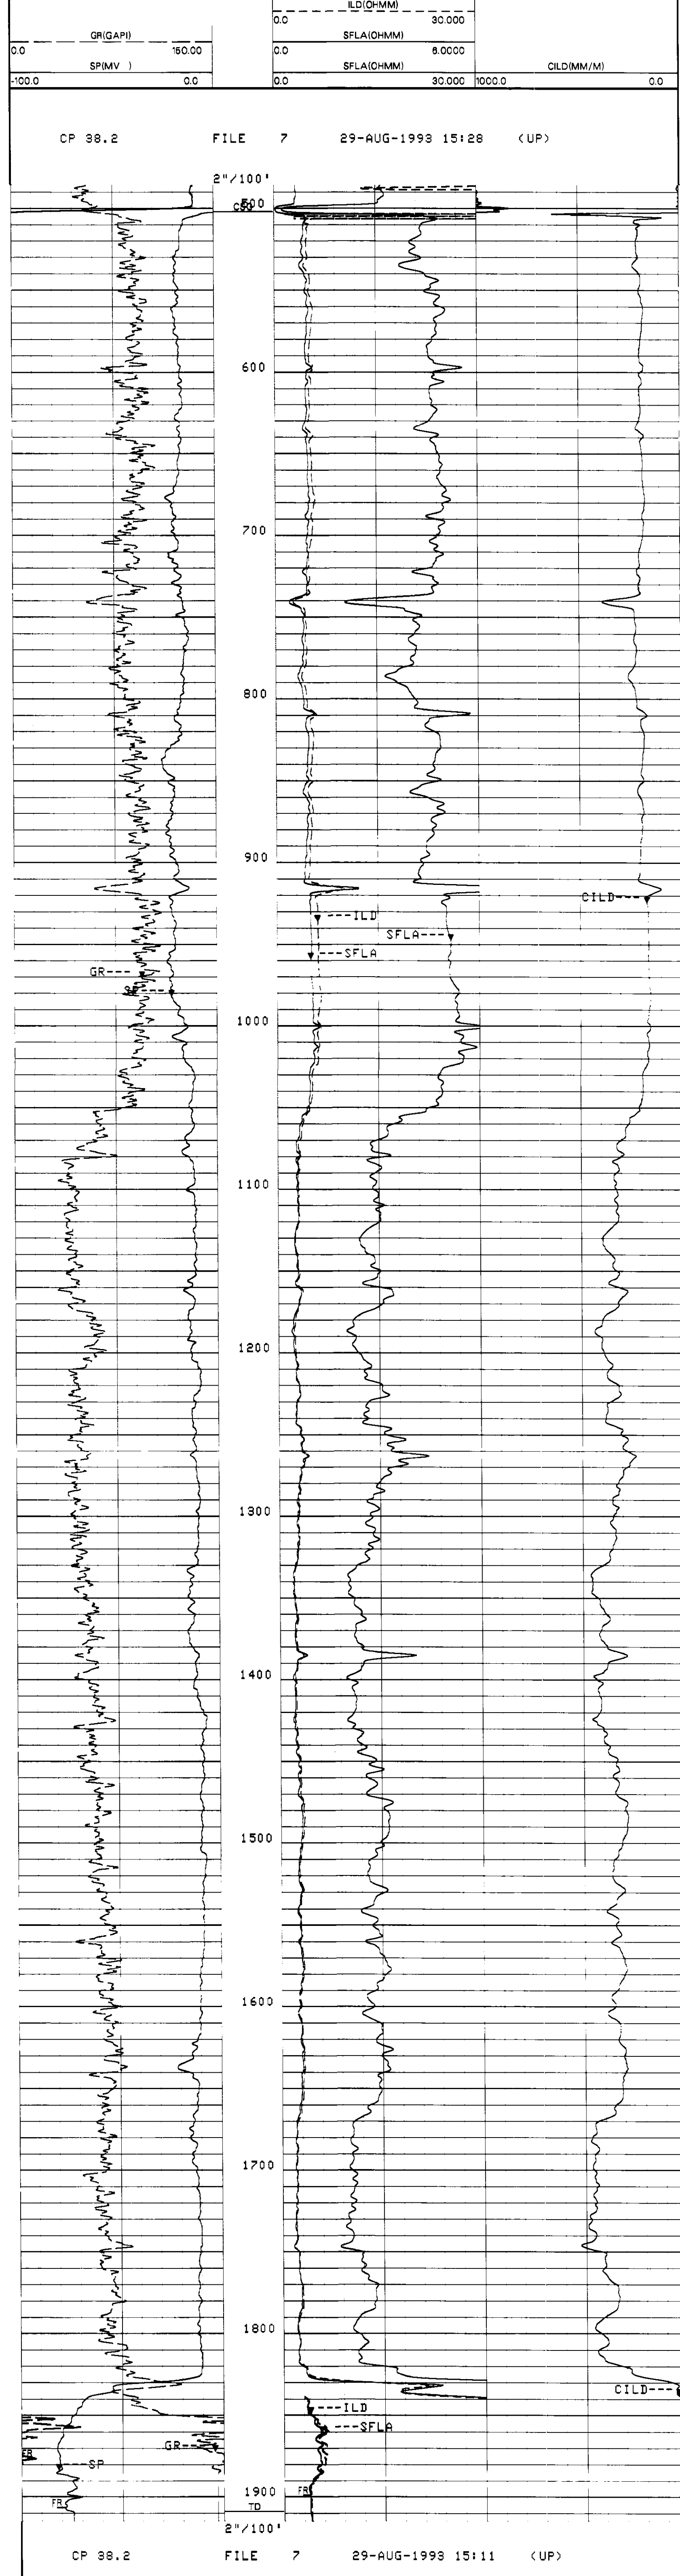 ILD(OHMM)
0.0 30.000
GR(GAPI) SFLA(OHMM)
0.0 150.00 0.0 6.0000
SP(MV ) SFLA(OHMM) CILD(MM/M)
-100.0 0.0 0.0 30.000 1000.0 0.0
CP 38.2 FILE 7 29-AUG-1993 15:28 (UP)
2"/100'
500
600
700
800
900
CILD---
---ILD
SFLA---
---SFLA
GR---
1000
1100
1200
1300
1400
1500
1600
1700
1800
CILD---
---ILD
---SFLA
GR---
---SP
1900
FR FR
TD
2"/100'
CP 38.2 FILE 7 29-AUG-1993 15:11 (UP)